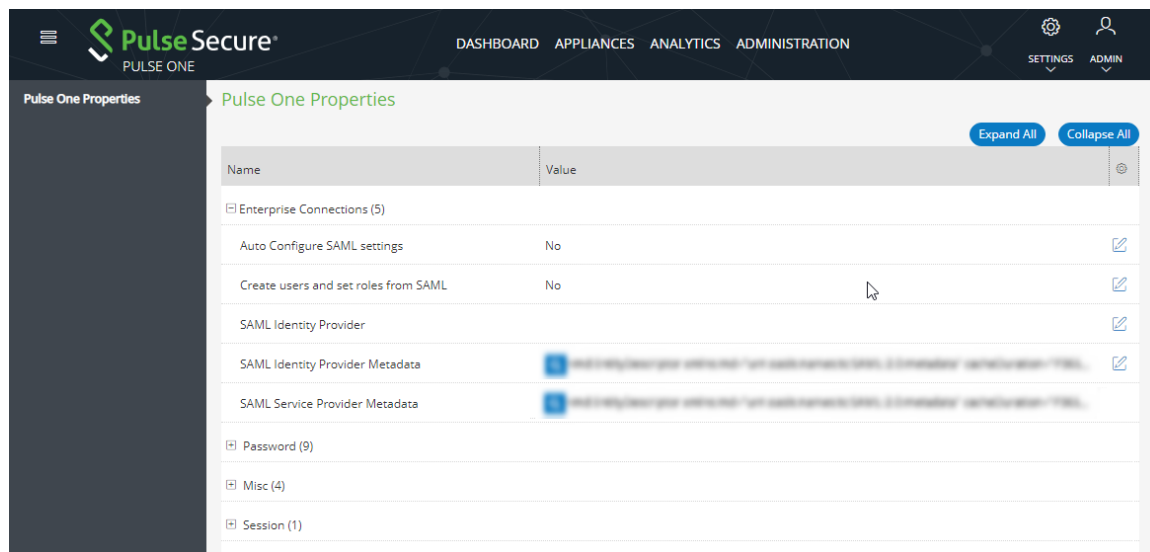 Pulse Secure
PULSE ONE
DASHBOARD APPLIANCES ANALYTICS ADMINISTRATION
SETTINGS ADMIN
Pulse One Properties
Pulse One Properties
Expand All Collapse All
Name Value
Enterprise Connections (5)
Auto Configure SAML settings No
Create users and set roles from SAML No
SAML Identity Provider
SAML Identity Provider Metadata
SAML Service Provider Metadata
Password (9)
Misc (4)
Session (1)